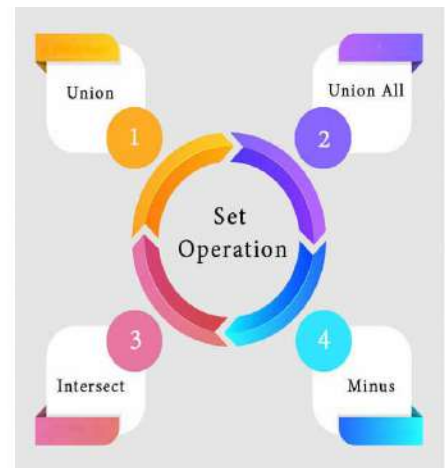 Union
1
Union All
2
Set
Operation
3
Intersect
4
Minus